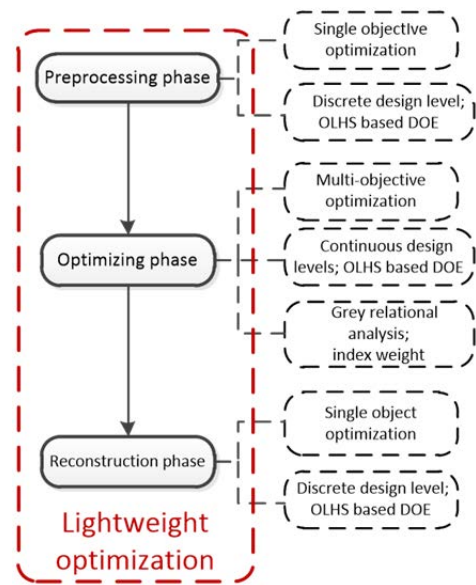 Single objectIve
optimization
Preprocessing phase
Discrete design level;
OLHS based DOE
Multi-objective
optimization
Optimizing phase
Continuous design
levels; OLHS based DOE
Grey relational
analysis;
index weight
Single object
optimization
Reconstruction phase
Discrete design level;
OLHS based DOE
Lightweight
optimization